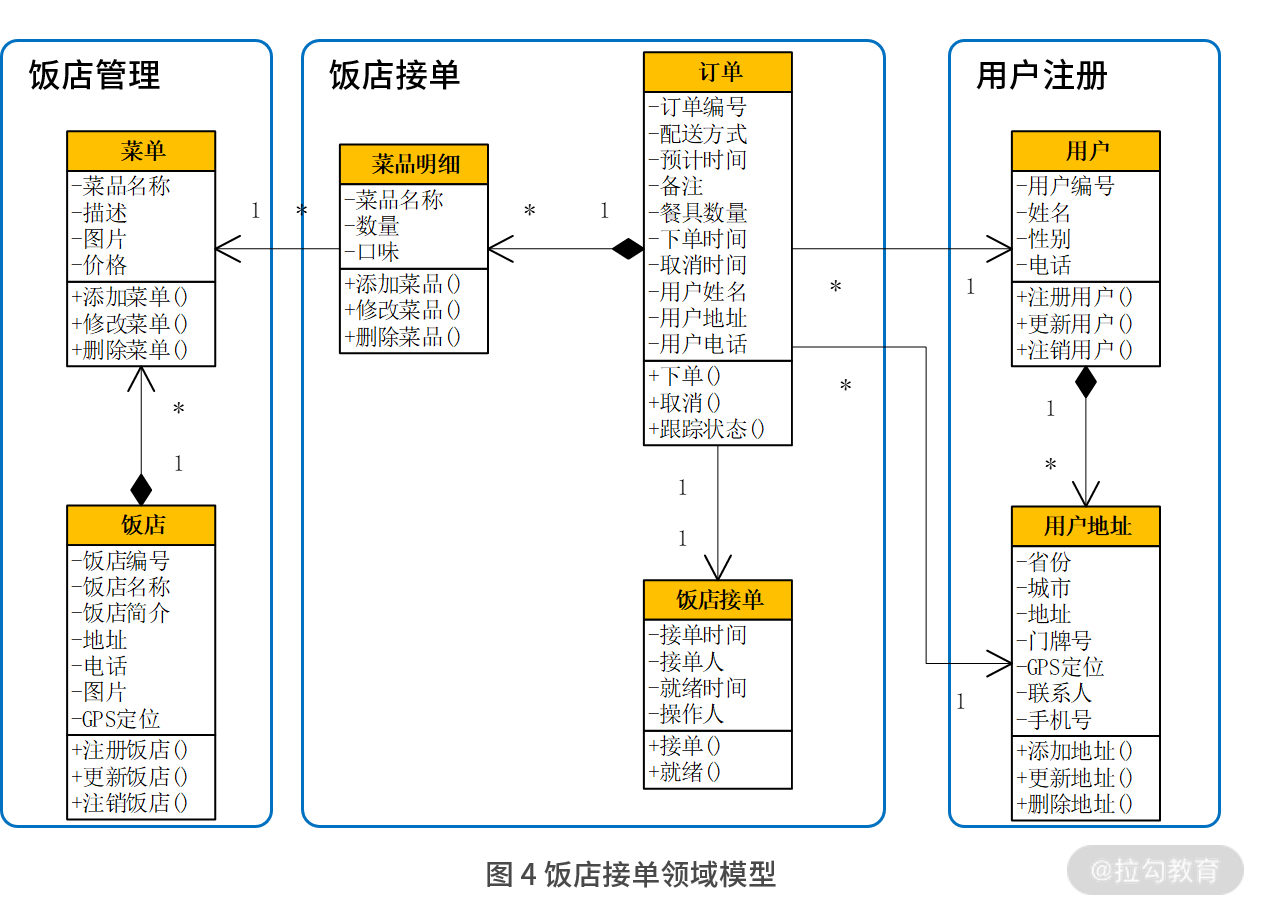 饭店管理
菜单
-菜品名称
-描述
-图片
-价格
+添加菜单()
+修改菜单()
+删除菜单()
*
1
饭店
-饭店编号
-饭店名称
-饭店简介
-地址
-电话
-图片
-GPS定位
+注册饭店()
+更新饭店()
+注销饭店()
1
*
饭店接单
菜品明细
-菜品名称
-数量
-口味
+添加菜品()
+修改菜品()
+删除菜品()
*
1
订单
-订单编号
-配送方式
-预计时间
-备注
-餐具数量
-下单时间
-取消时间
-用户姓名
-用户地址
-用户电话
+下单()
+取消()
+跟踪状态()
1
1
饭店接单
-接单时间
-接单人
-就绪时间
-操作人
+接单()
+就绪()
*
1
*
1
用户注册
用户
-用户编号
-姓名
-性别
-电话
+注册用户()
+更新用户()
+注销用户()
1
*
用户地址
-省份
-城市
-地址
-门牌号
-GPS定位
-联系人
-手机号
+添加地址()
+更新地址()
+删除地址()
图 4 饭店接单领域模型
@拉勾教育